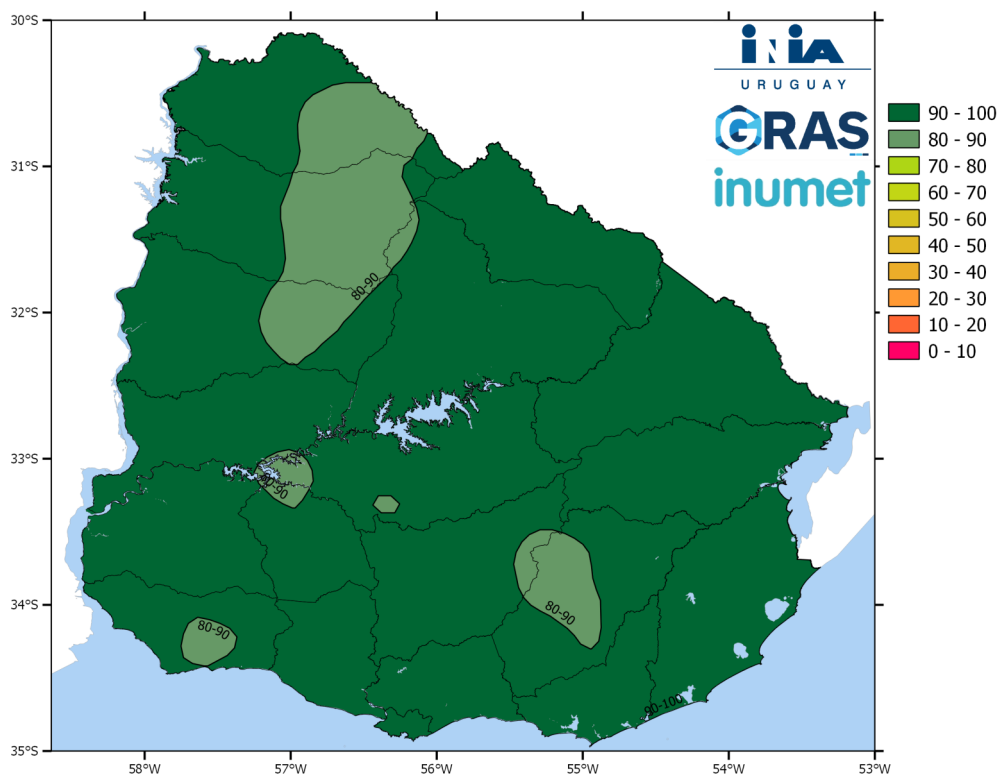 30°S
31°S
32°S
33°S
34°S
35°S
58°W
57°W
56°W
55°W
54°W
53°W
iNiA
URUGUAY
GRAS
inumet
90 - 100
80 - 90
70 - 80
60 - 70
50 - 60
40 - 50
30 - 40
20 - 30
10 - 20
0 - 10
80-90
80-90
80-90
80-90
90-100